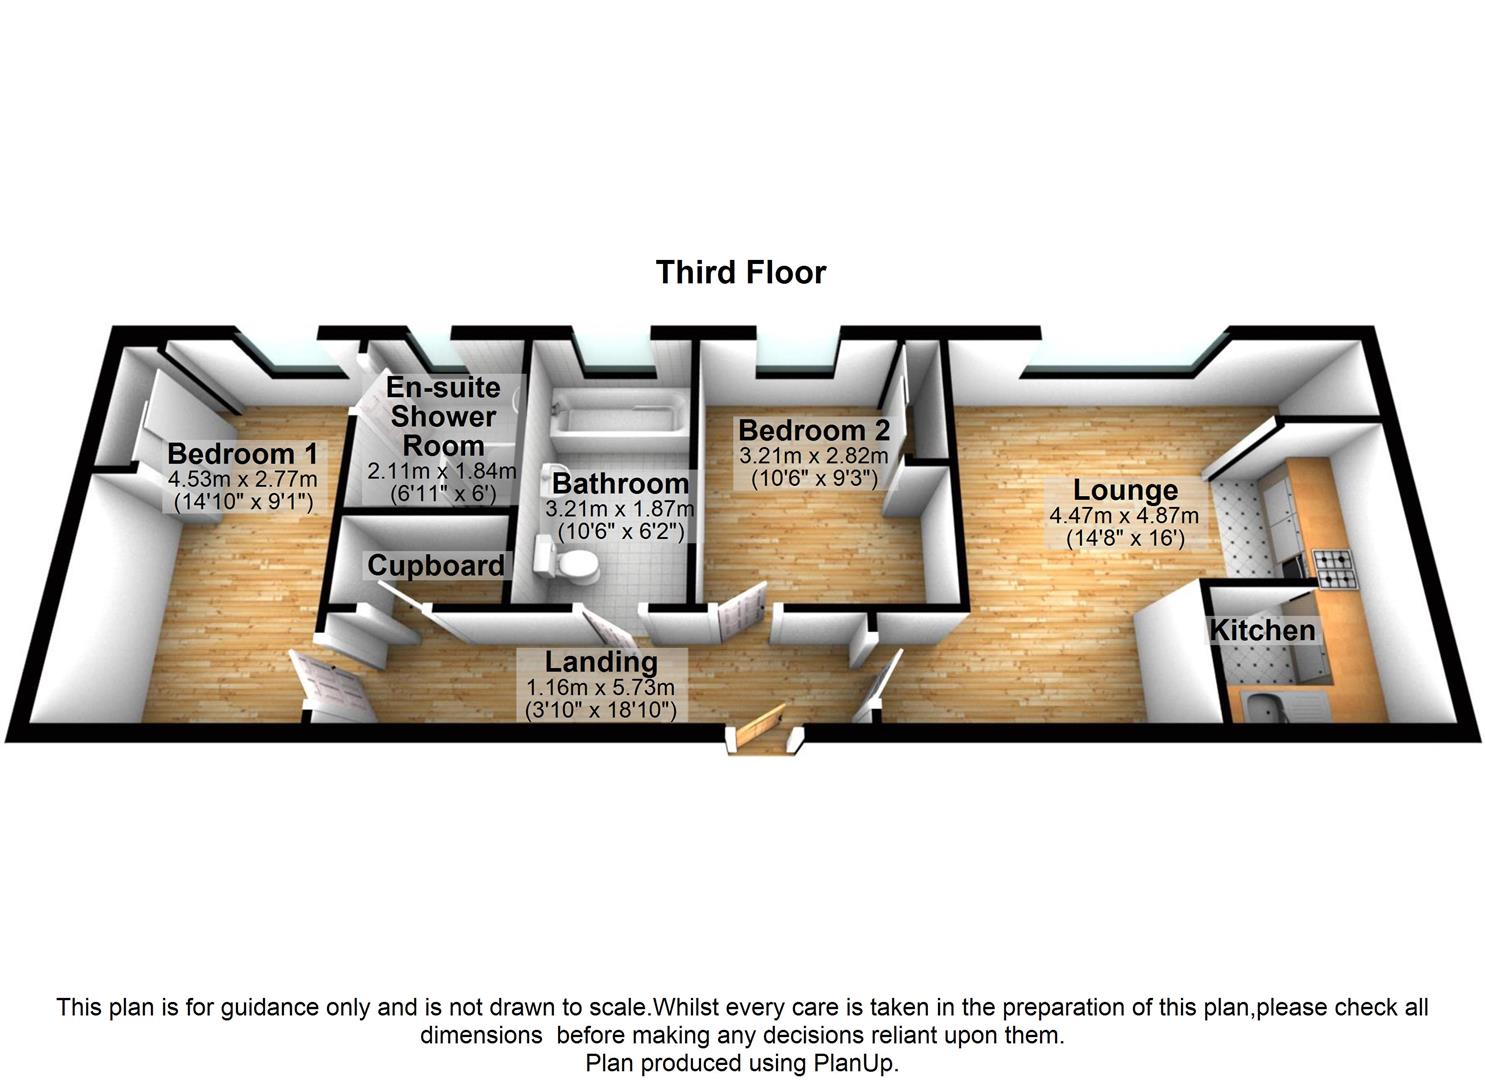 Third Floor
En-suite
Shower
Room
2.11m x 1.84m
(6'11" x 6')
Bedroom 1
4.53m x 2.77m
(14'10" x 9'1")
Bathroom
3.21m x 1.87m
(10'6" x 6'2")
Bedroom 2
3.21m x 2.82m
(10'6" x 9'3")
Lounge
4.47m x 4.87m
(14'8" x 16')
Cupboard
Kitchen
Landing
1.16m x 5.73m
(3'10" x 18'10")
This plan is for guidance only and is not drawn to scale.Whilst every care is taken in the preparation of this plan,please check all
dimensions  before making any decisions reliant upon them.
Plan produced using PlanUp.